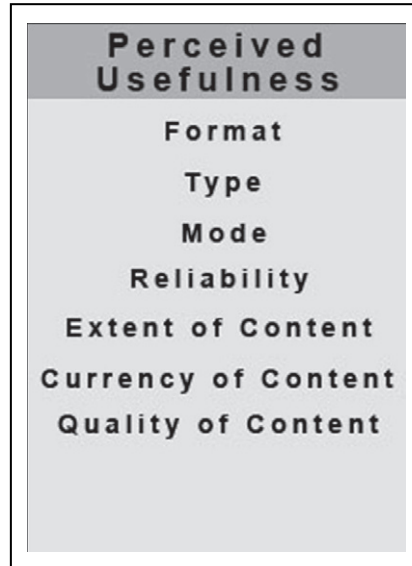 Perceived
Usefulness
Format
Type
Mode
Reliability
Extent of Content
Currency of Content
Quality of Content